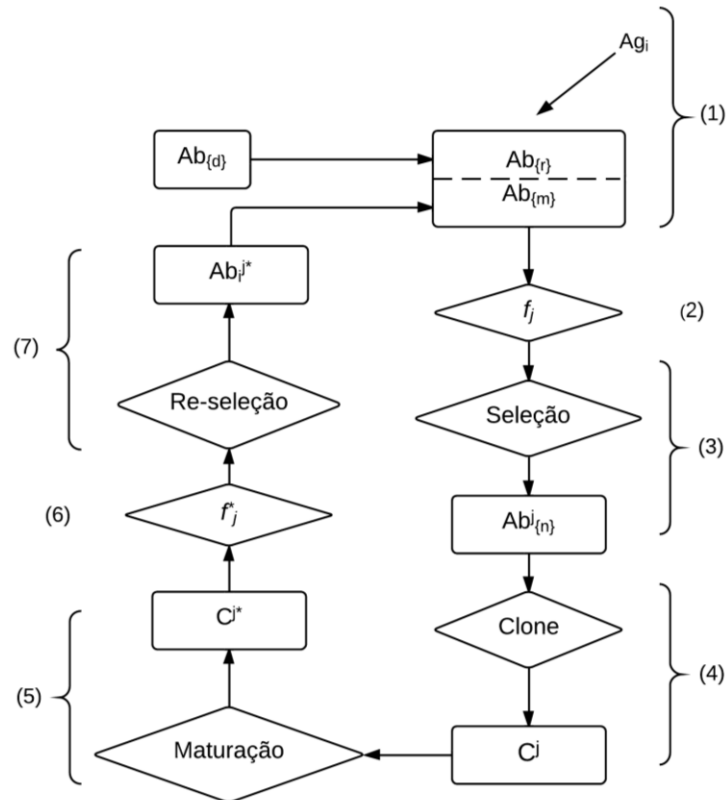 Ag_i
(1)
Ab_{d}
Ab_{r}
Ab_{m}
Ab_i^{j*}
f_j
(2)
(7)
Re-seleção
Seleção
(3)
(6)
f*_j
Ab^j_{n}
C^{j*}
Clone
(4)
(5)
Maturação
C^j